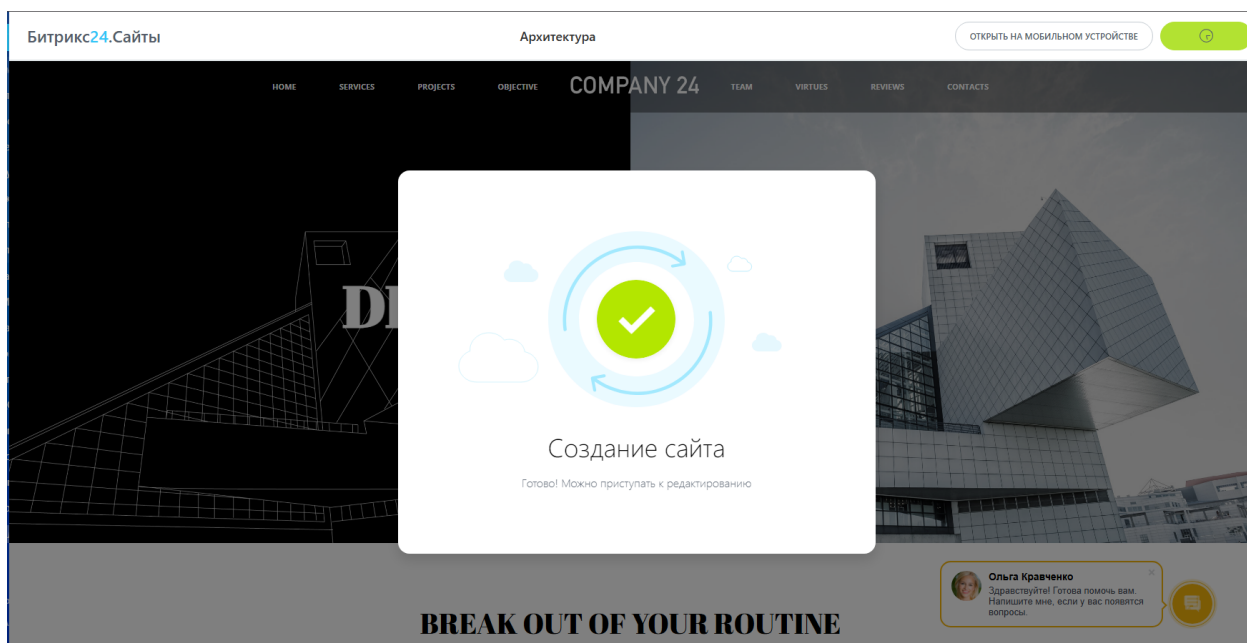 Битрикс24.Сайты
Архитектура
ОТКРЫТЬ НА МОБИЛЬНОМ УСТРОЙСТВЕ
HOME SERVICES PROJECTS OBJECTIVE COMPANY 24 TEAM VIRTUES REVIEWS CONTACTS
Создание сайта
Готово! Можно приступать к редактированию
Ольга Кравченко
Здравствуйте! Готова помочь вам.
Напишите мне, если у вас появятся
вопросы.
BREAK OUT OF YOUR ROUTINE